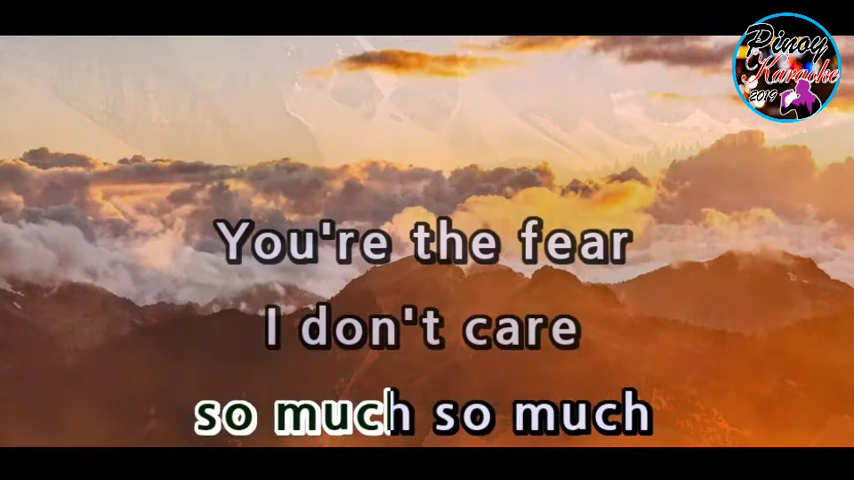 Pinoy
Karaoke
2019
You're the fear
I don't care
so much so much